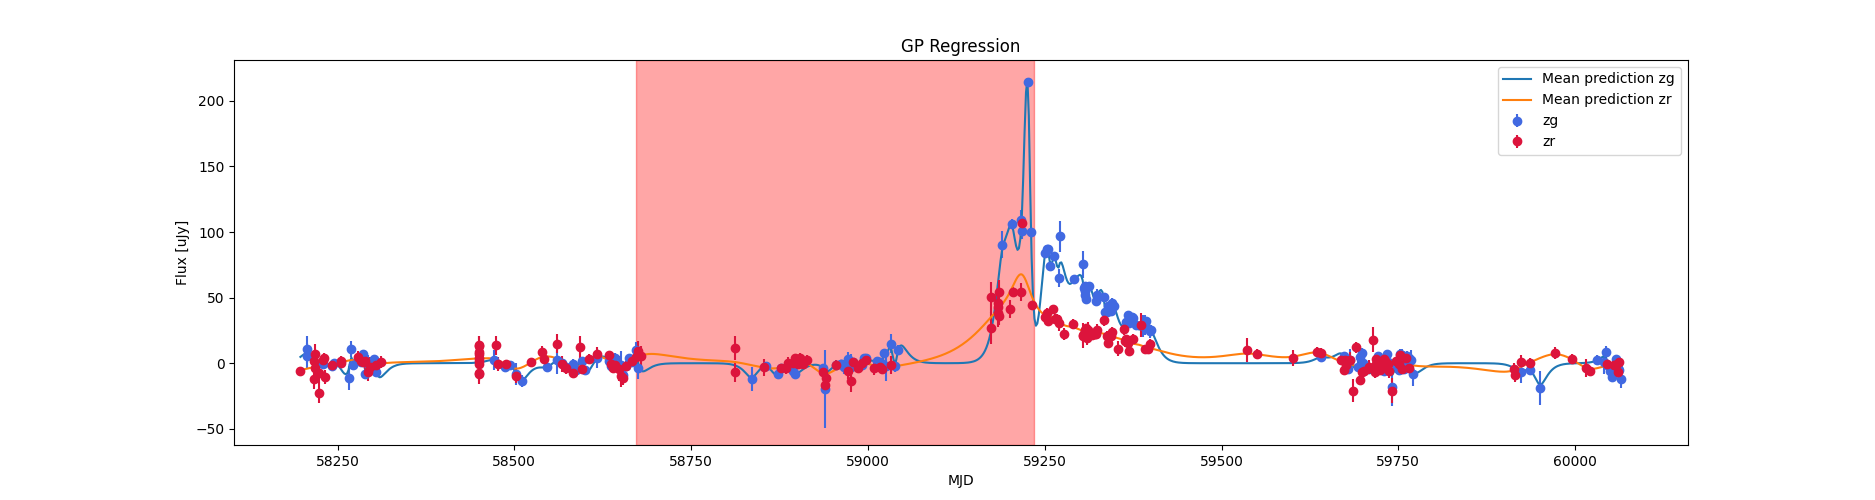 GP Regression
Flux [uJy]
200
150
100
50
0
−50
58250 58500 58750 59000 59250 59500 59750 60000
MJD
Mean prediction zg
Mean prediction zr
zg
zr